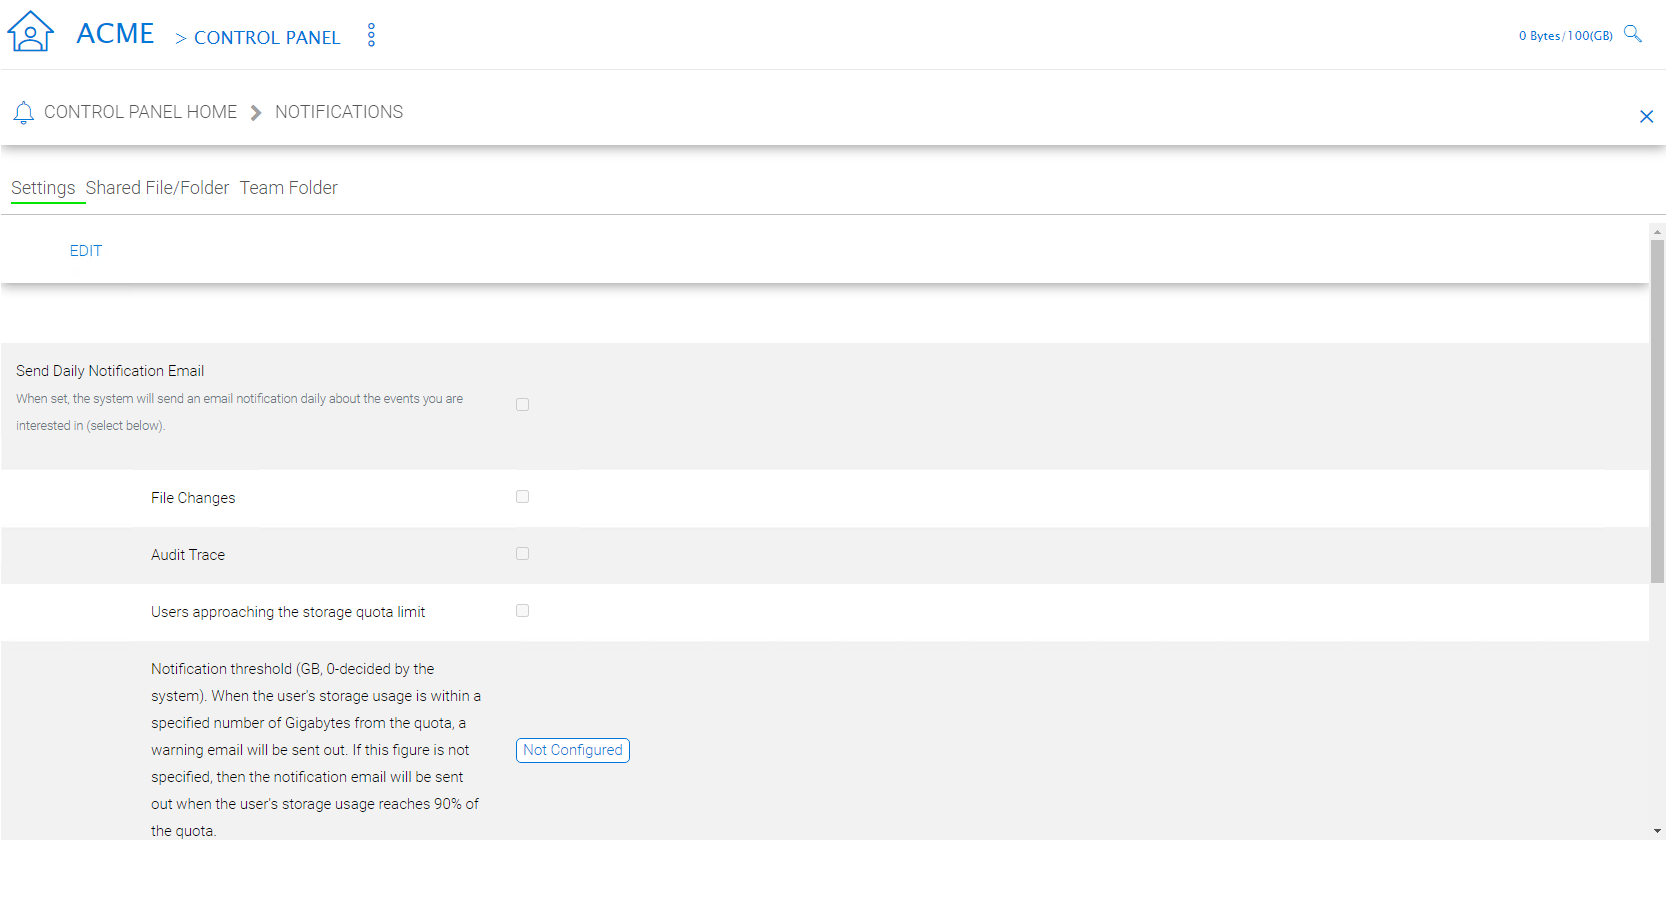 ACME > CONTROL PANEL
0 Bytes/100(GB)
CONTROL PANEL HOME NOTIFICATIONS
Settings Shared File/Folder Team Folder
EDIT
Send Daily Notification Email
When set, the system will send an email notification daily about the events you are
interested in (select below).
File Changes
Audit Trace
Users approaching the storage quota limit
Notification threshold (GB, 0-decided by the
system). When the user's storage usage is within a
specified number of Gigabytes from the quota, a
warning email will be sent out. If this figure is not
specified, then the notification email will be sent
out when the user's storage usage reaches 90% of
the quota.
Not Configured